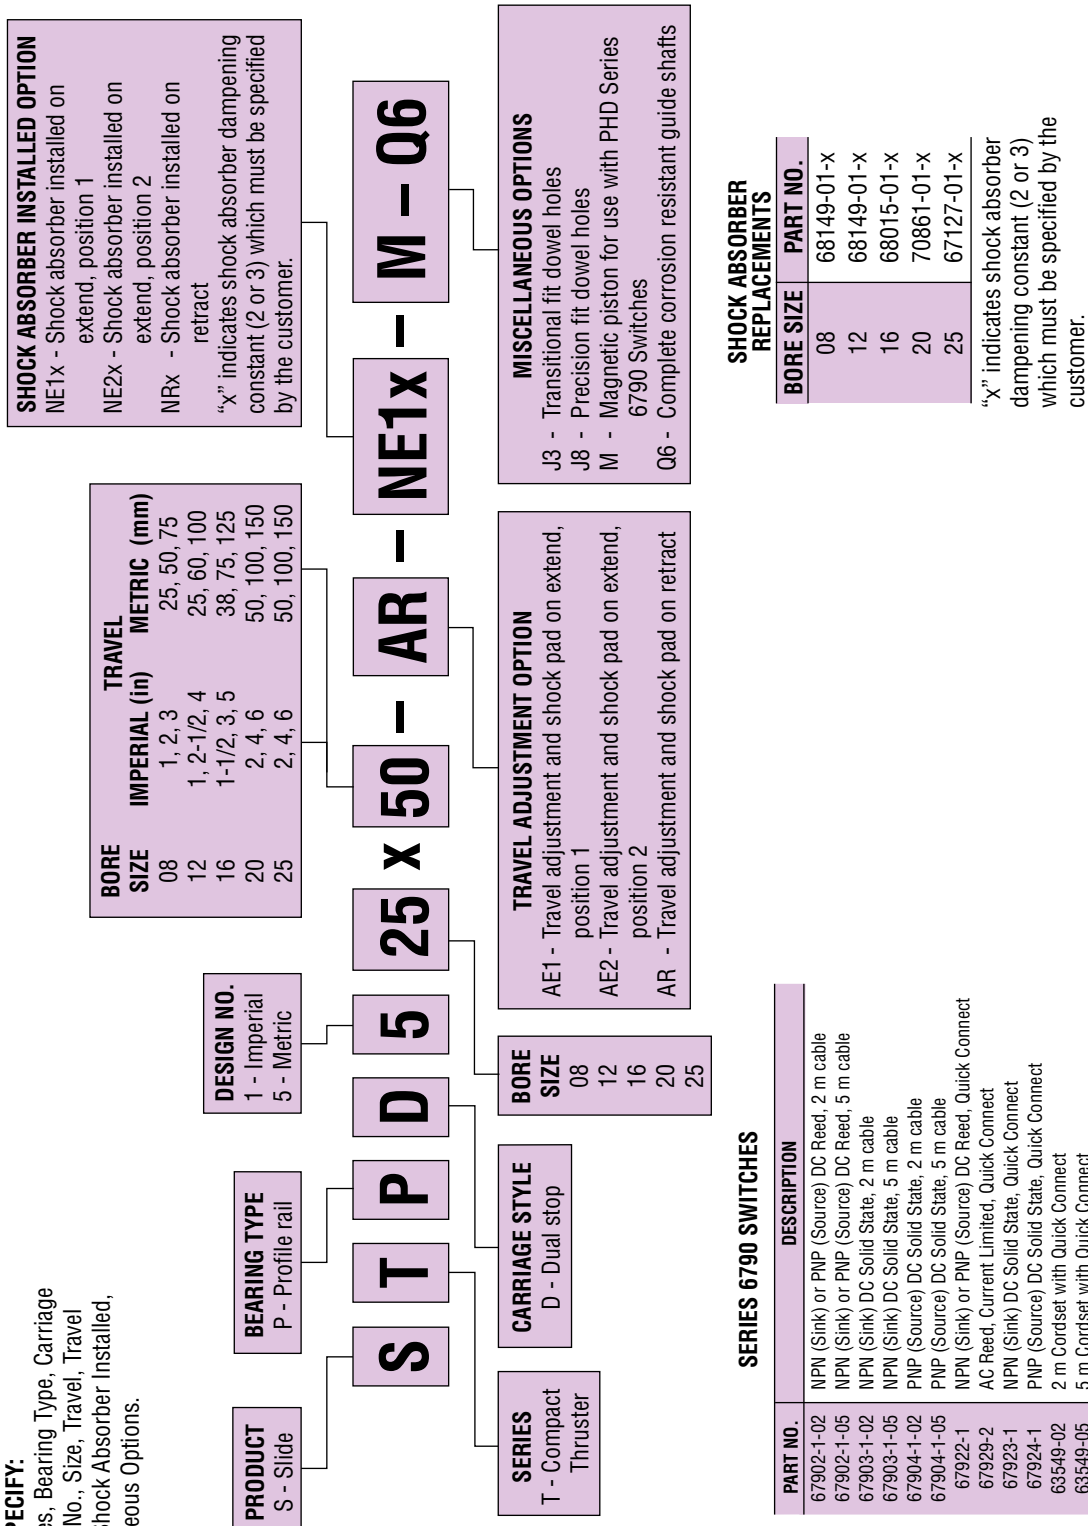 PECIFY:
es, Bearing Type, Carriage
No., Size, Travel, Travel
Shock Absorber Installed,
eous Options.
PRODUCT
S - Slide
BEARING TYPE
P - Profile rail
DESIGN NO.
1 - Imperial
5 - Metric
BORE SIZE TRAVEL
IMPERIAL (in) METRIC (mm)
08 1, 2, 3 25, 50, 75
12 1, 2-1/2, 4 25, 60, 100
16 1-1/2, 3, 5 38, 75, 125
20 2, 4, 6 50, 100, 150
25 2, 4, 6 50, 100, 150
SHOCK ABSORBER INSTALLED OPTION
NE1x - Shock absorber installed on
extend, position 1
NE2x - Shock absorber installed on
extend, position 2
NRx - Shock absorber installed on
retract
“x” indicates shock absorber dampening
constant (2 or 3) which must be specified
by the customer.
S T P D 5 25 x 50 – AR – NE1x – M – Q6
SERIES
T - Compact
Thruster
CARRIAGE STYLE
D - Dual stop
BORE
SIZE
08
12
16
20
25
TRAVEL ADJUSTMENT OPTION
AE1 - Travel adjustment and shock pad on extend,
position 1
AE2 - Travel adjustment and shock pad on extend,
position 2
AR - Travel adjustment and shock pad on retract
MISCELLANEOUS OPTIONS
J3 - Transitional fit dowel holes
J8 - Precision fit dowel holes
M - Magnetic piston for use with PHD Series
6790 Switches
Q6 - Complete corrosion resistant guide shafts
SERIES 6790 SWITCHES
PART NO. DESCRIPTION
67902-1-02 NPN (Sink) or PNP (Source) DC Reed, 2 m cable
67902-1-05 NPN (Sink) or PNP (Source) DC Reed, 5 m cable
67903-1-02 NPN (Sink) DC Solid State, 2 m cable
67903-1-05 NPN (Sink) DC Solid State, 5 m cable
67904-1-02 PNP (Source) DC Solid State, 2 m cable
67904-1-05 PNP (Source) DC Solid State, 5 m cable
67922-1 NPN (Sink) or PNP (Source) DC Reed, Quick Connect
67929-2 AC Reed, Current Limited, Quick Connect
67923-1 NPN (Sink) DC Solid State, Quick Connect
67924-1 PNP (Source) DC Solid State, Quick Connect
63549-02 2 m Cordset with Quick Connect
63549-05 5 m Cordset with Quick Connect
SHOCK ABSORBER
REPLACEMENTS
BORE SIZE PART NO.
08 68149-01-x
12 68149-01-x
16 68015-01-x
20 70861-01-x
25 67127-01-x
“x” indicates shock absorber
dampening constant (2 or 3)
which must be specified by the
customer.